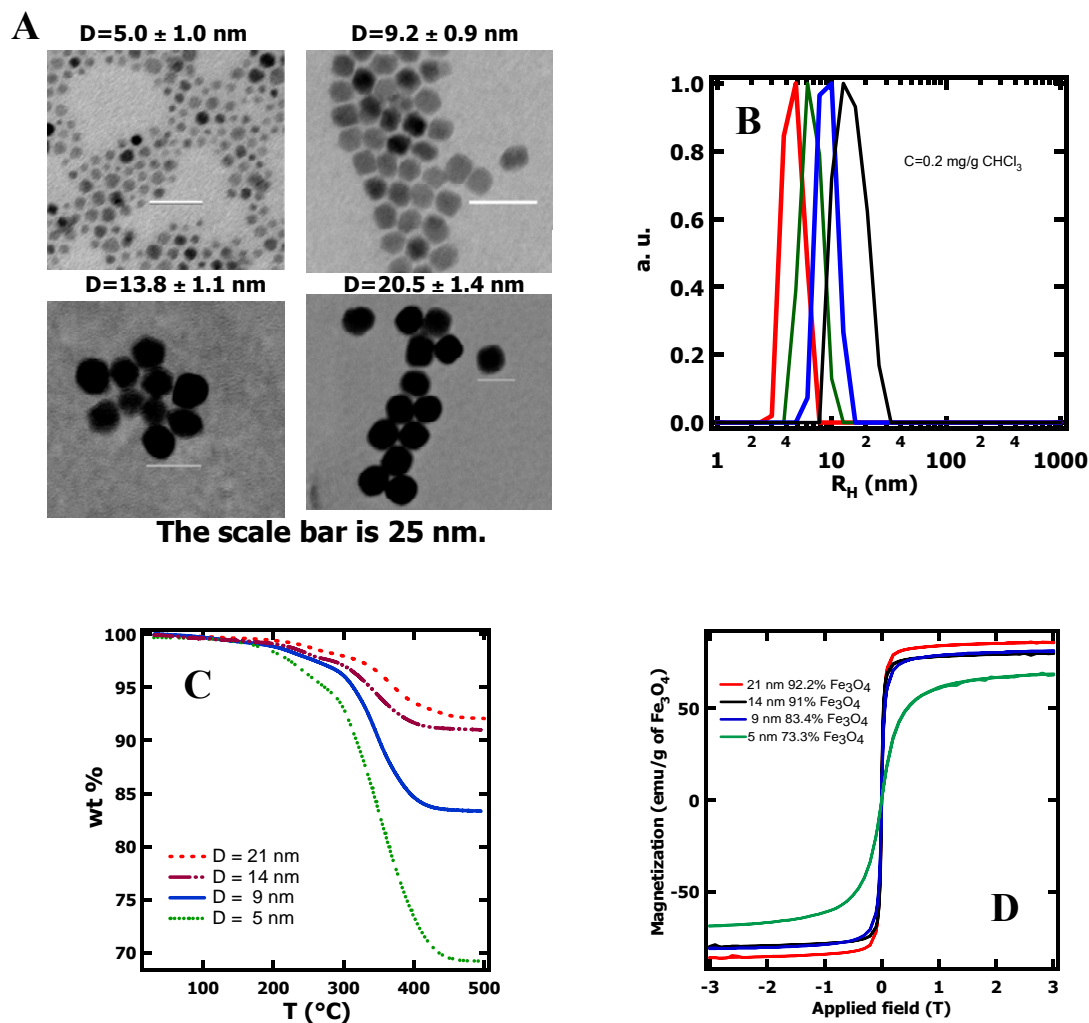 A
D=5.0 ± 1.0 nm
D=9.2 ± 0.9 nm
D=13.8 ± 1.1 nm
D=20.5 ± 1.4 nm
The scale bar is 25 nm.
B
C=0.2 mg/g CHCl3
a. u.
1.0
0.8
0.6
0.4
0.2
0.0
2 4 2 4 2 4
1 10 100 1000
RH (nm)
C
wt %
100
95
90
85
80
75
70
D = 21 nm
D = 14 nm
D = 9 nm
D = 5 nm
0 100 200 300 400 500
T (°C)
D
Magnetization (emu/g of Fe3O4)
50
0
-50
21 nm 92.2% Fe3O4
14 nm 91% Fe3O4
9 nm 83.4% Fe3O4
5 nm 73.3% Fe3O4
-3 -2 -1 0 1 2 3
Applied field (T)